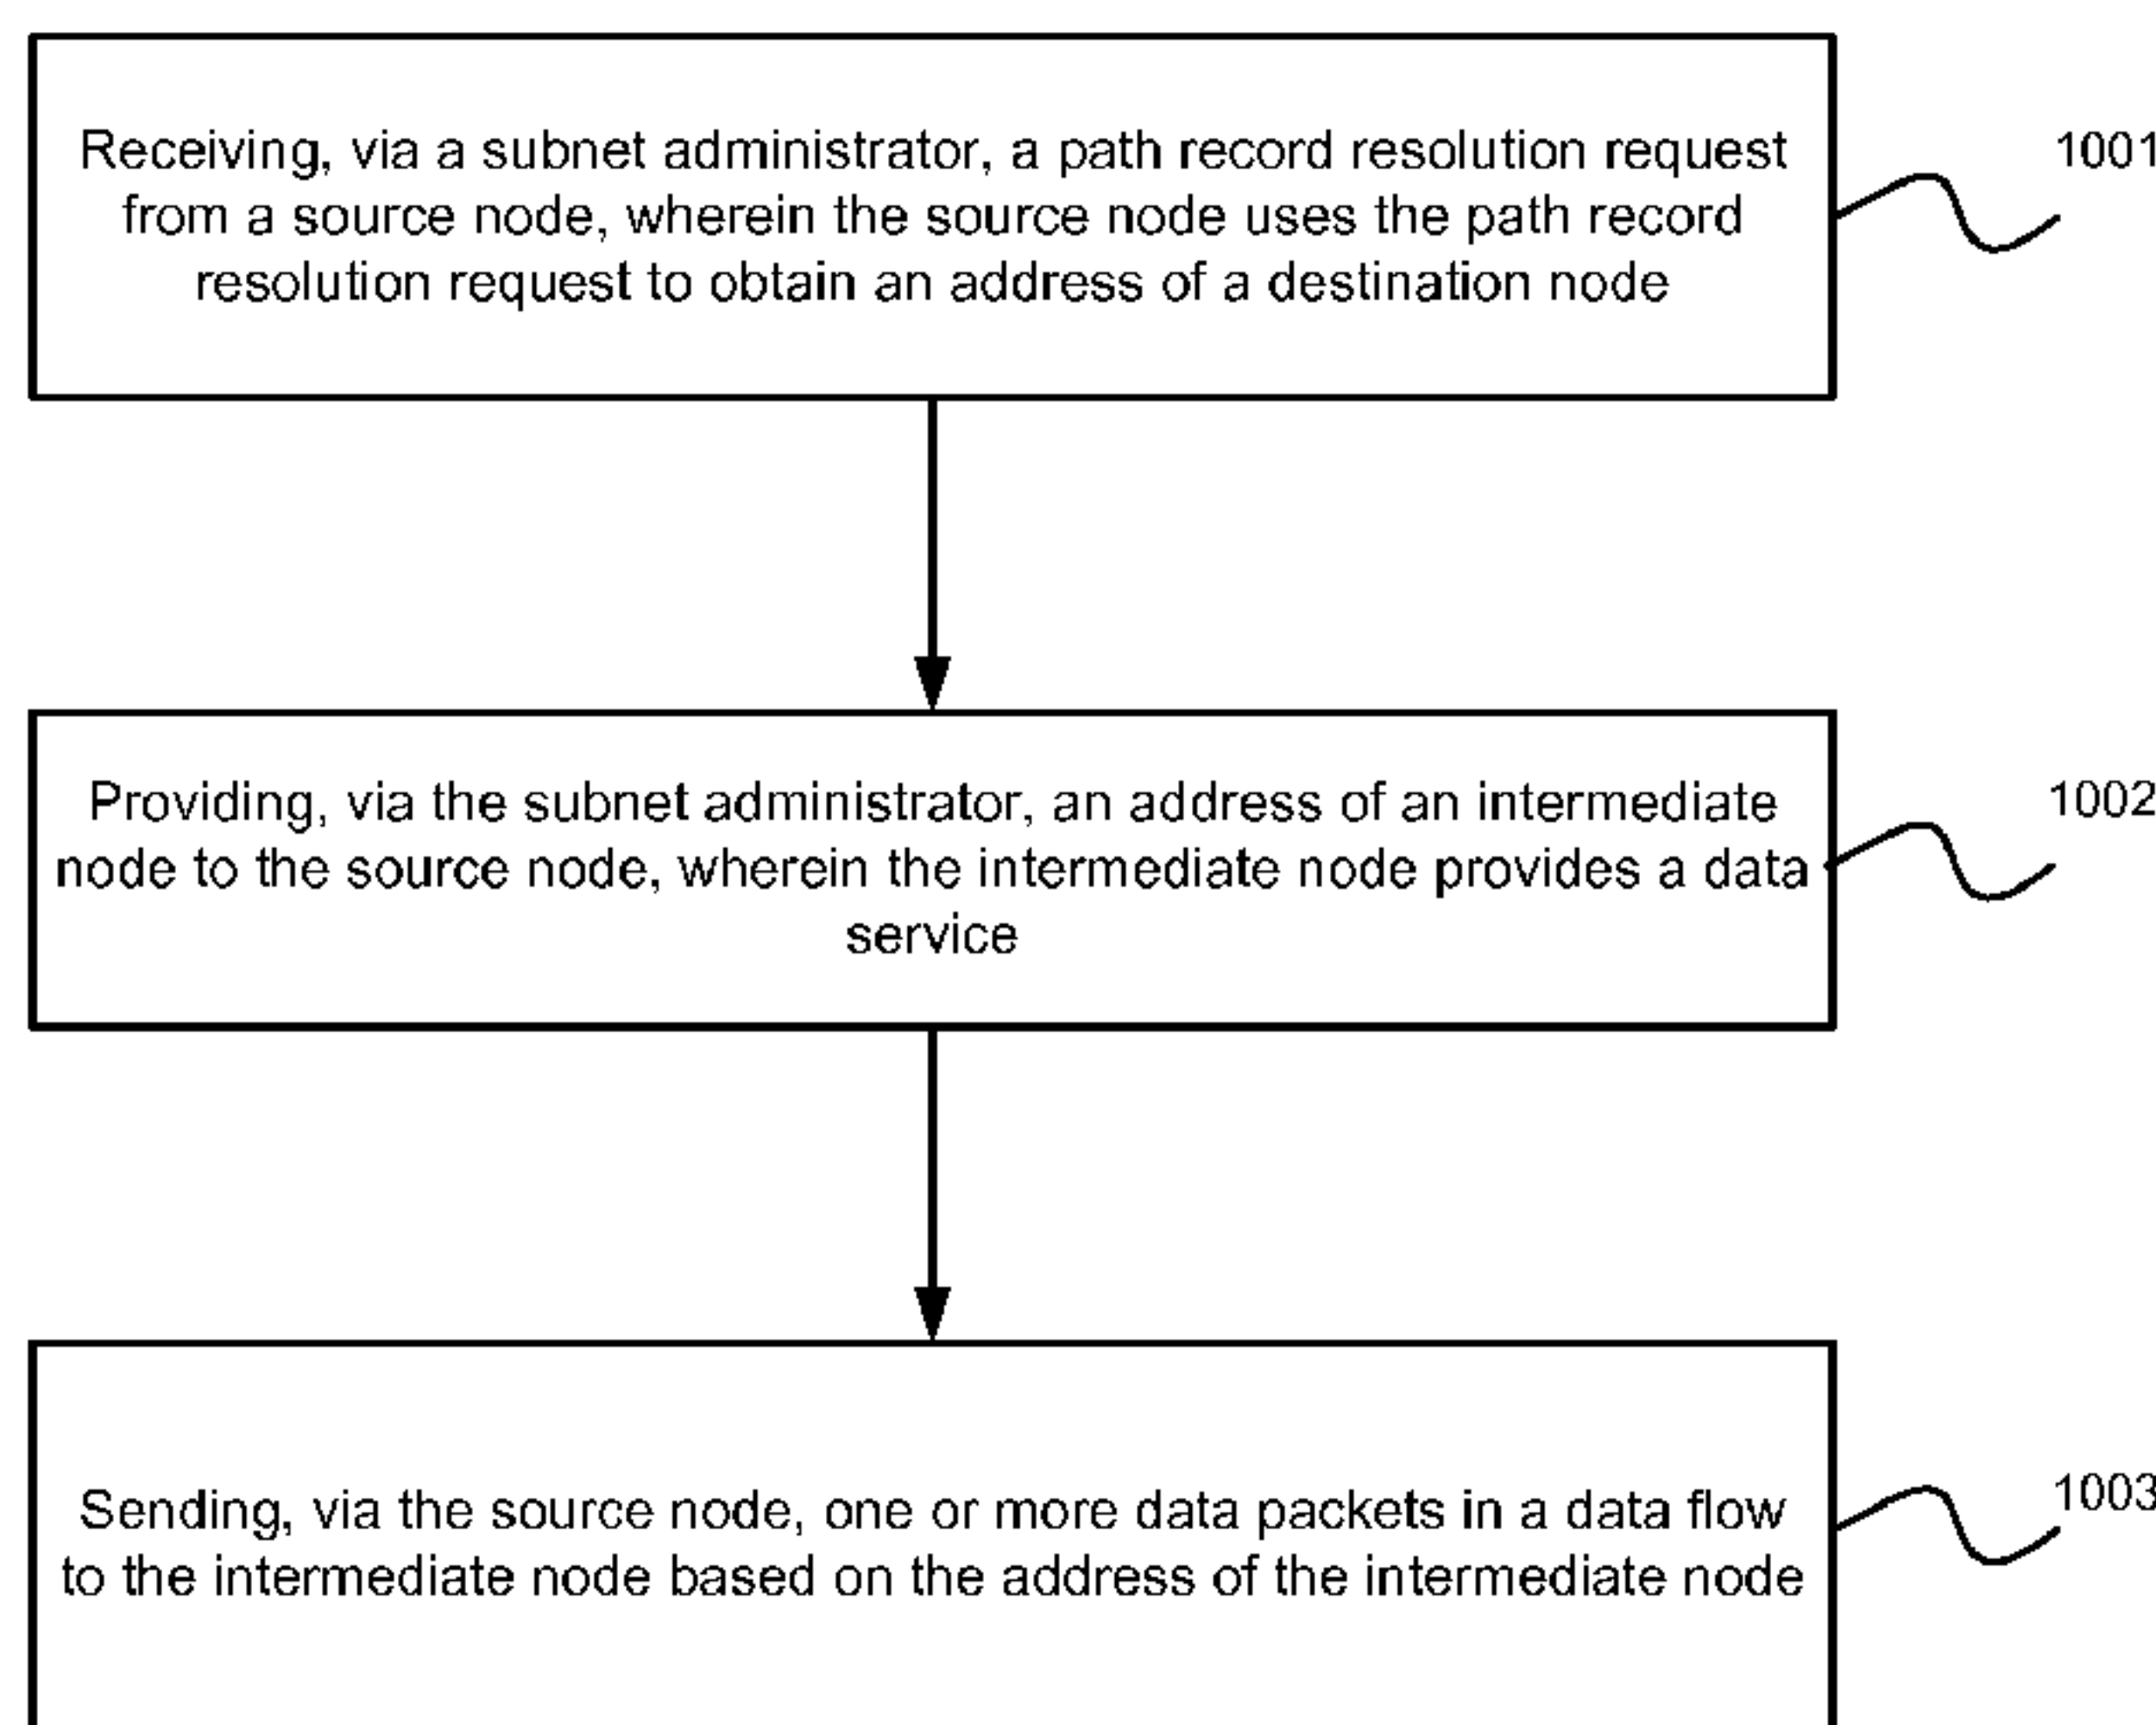 Receiving, via a subnet administrator, a path record resolution request
from a source node, wherein the source node uses the path record
resolution request to obtain an address of a destination node
1001
Providing, via the subnet administrator, an address of an intermediate
node to the source node, wherein the intermediate node provides a data
service
1002
Sending, via the source node, one or more data packets in a data flow
to the intermediate node based on the address of the intermediate node
1003